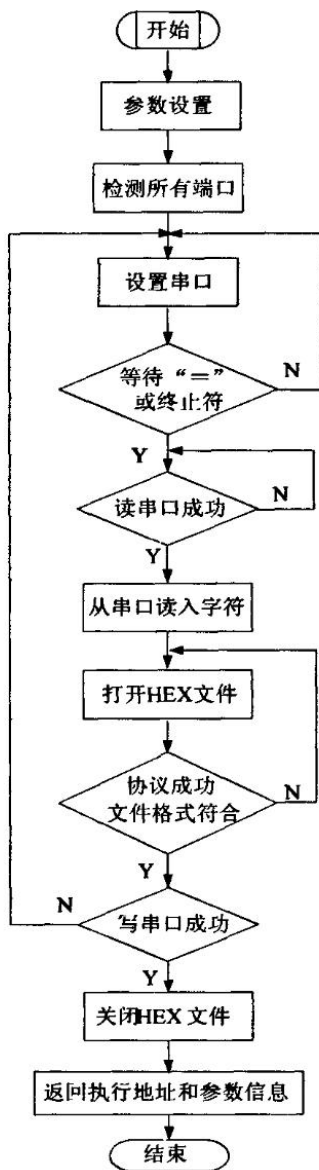 开始
参数设置
检测所有端口
设置串口
等待“=”
或终止符
N
Y
读串口成功
N
Y
从串口读入字符
打开HEX文件
协议成功
文件格式符合
N
Y
N
写串口成功
Y
关闭HEX文件
返回执行地址和参数信息
结束